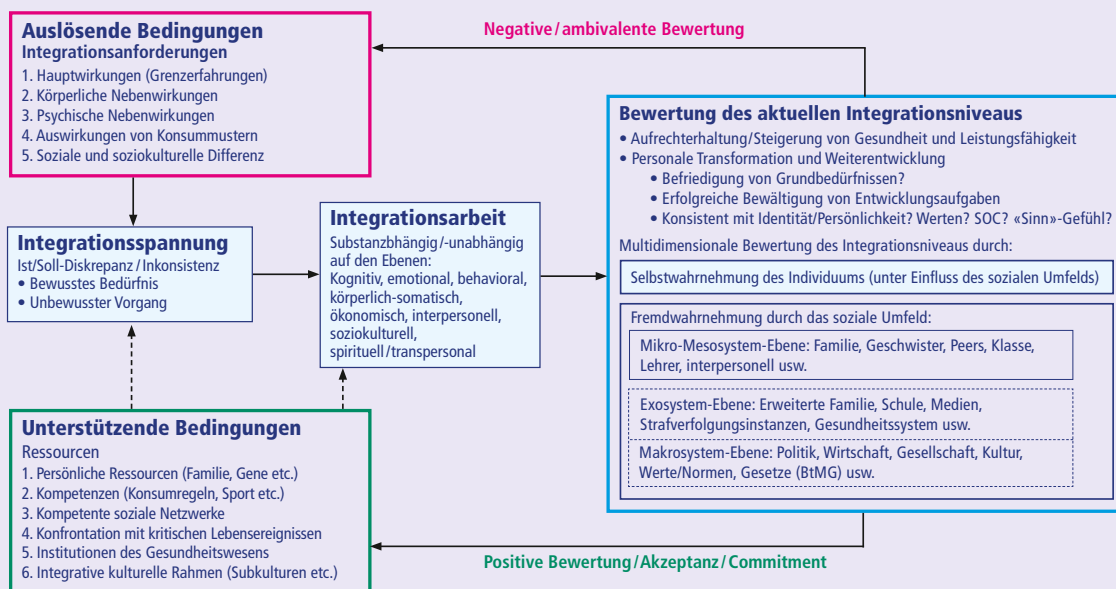 Auslösende Bedingungen
Integrationsanforderungen
1. Hauptwirkungen (Grenzerfahrungen)
2. Körperliche Nebenwirkungen
3. Psychische Nebenwirkungen
4. Auswirkungen von Konsummustern
5. Soziale und soziokulturelle Differenz
Negative/ambivalente Bewertung
Integrationsspannung
Ist/Soll-Diskrepanz/Inkonsistenz
• Bewusstes Bedürfnis
• Unbewusster Vorgang
Integrationsarbeit
Substanzbhängig/-unabhängig
auf den Ebenen:
Kognitiv, emotional, behavioral,
körperlich-somatisch,
ökonomisch, interpersonell,
soziokulturell,
spirituell/transpersonal
Bewertung des aktuellen Integrationsniveaus
• Aufrechterhaltung/Steigerung von Gesundheit und Leistungsfähigkeit
• Personale Transformation und Weiterentwicklung
• Befriedigung von Grundbedürfnissen?
• Erfolgreiche Bewältigung von Entwicklungsaufgaben
• Konsistent mit Identität/Persönlichkeit? Werten? SOC? «Sinn»-Gefühl?
Multidimensionale Bewertung des Integrationsniveaus durch:
Selbstwahrnehmung des Individuums (unter Einfluss des sozialen Umfelds)
Fremdwahrnehmung durch das soziale Umfeld:
Mikro-Mesosystem-Ebene: Familie, Geschwister, Peers, Klasse,
Lehrer, interpersonell usw.
Exosystem-Ebene: Erweiterte Familie, Schule, Medien,
Strafverfolgungsinstanzen, Gesundheitssystem usw.
Makrosystem-Ebene: Politik, Wirtschaft, Gesellschaft, Kultur,
Werte/Normen, Gesetze (BtMG) usw.
Unterstützende Bedingungen
Ressourcen
1. Persönliche Ressourcen (Familie, Gene etc.)
2. Kompetenzen (Konsumregeln, Sport etc.)
3. Kompetente soziale Netzwerke
4. Konfrontation mit kritischen Lebensereignissen
5. Institutionen des Gesundheitswesens
6. Integrative kulturelle Rahmen (Subkulturen etc.)
Positive Bewertung/Akzeptanz/Commitment